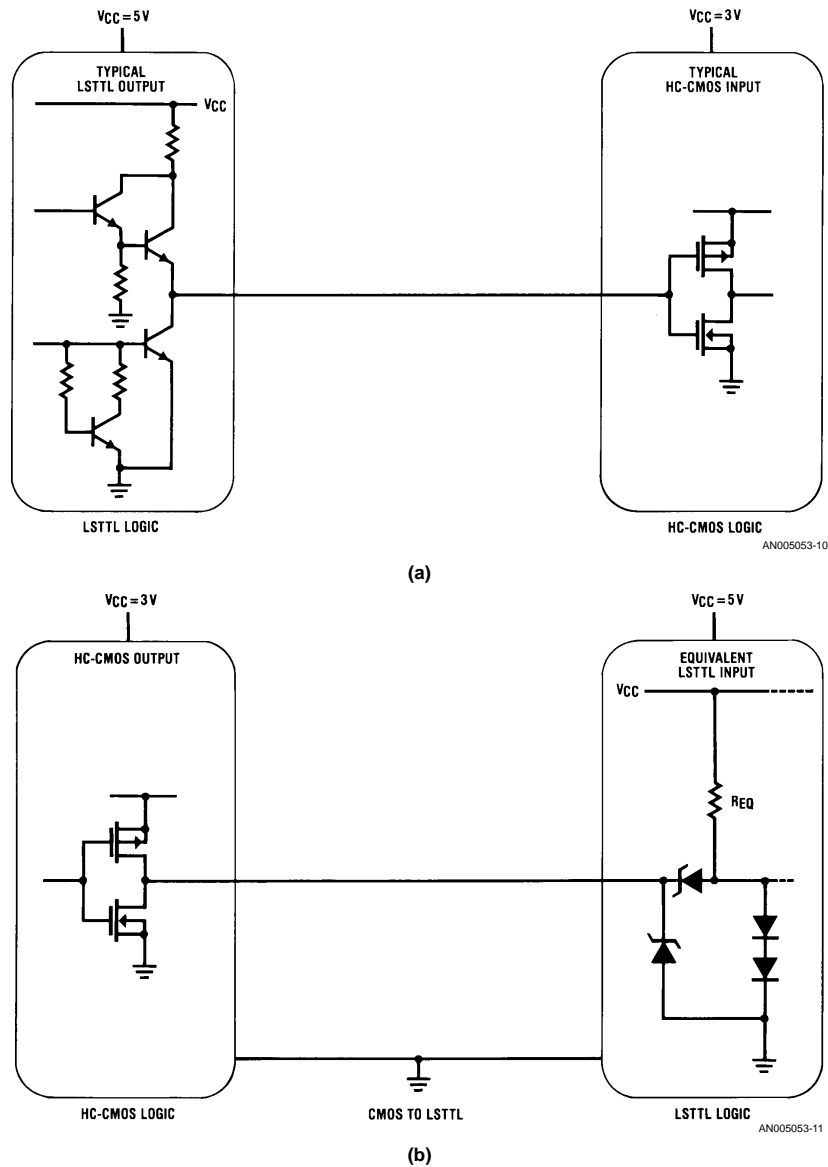 VCC=5V
VCC=3V
TYPICAL
LSTTL OUTPUT
TYPICAL
HC-CMOS INPUT
VCC
LSTTL LOGIC
HC-CMOS LOGIC
AN005053-10
(a)
VCC=3V
VCC=5V
HC-CMOS OUTPUT
EQUIVALENT
LSTTL INPUT
VCC
REQ
HC-CMOS LOGIC
CMOS TO LSTTL
LSTTL LOGIC
AN005053-11
(b)